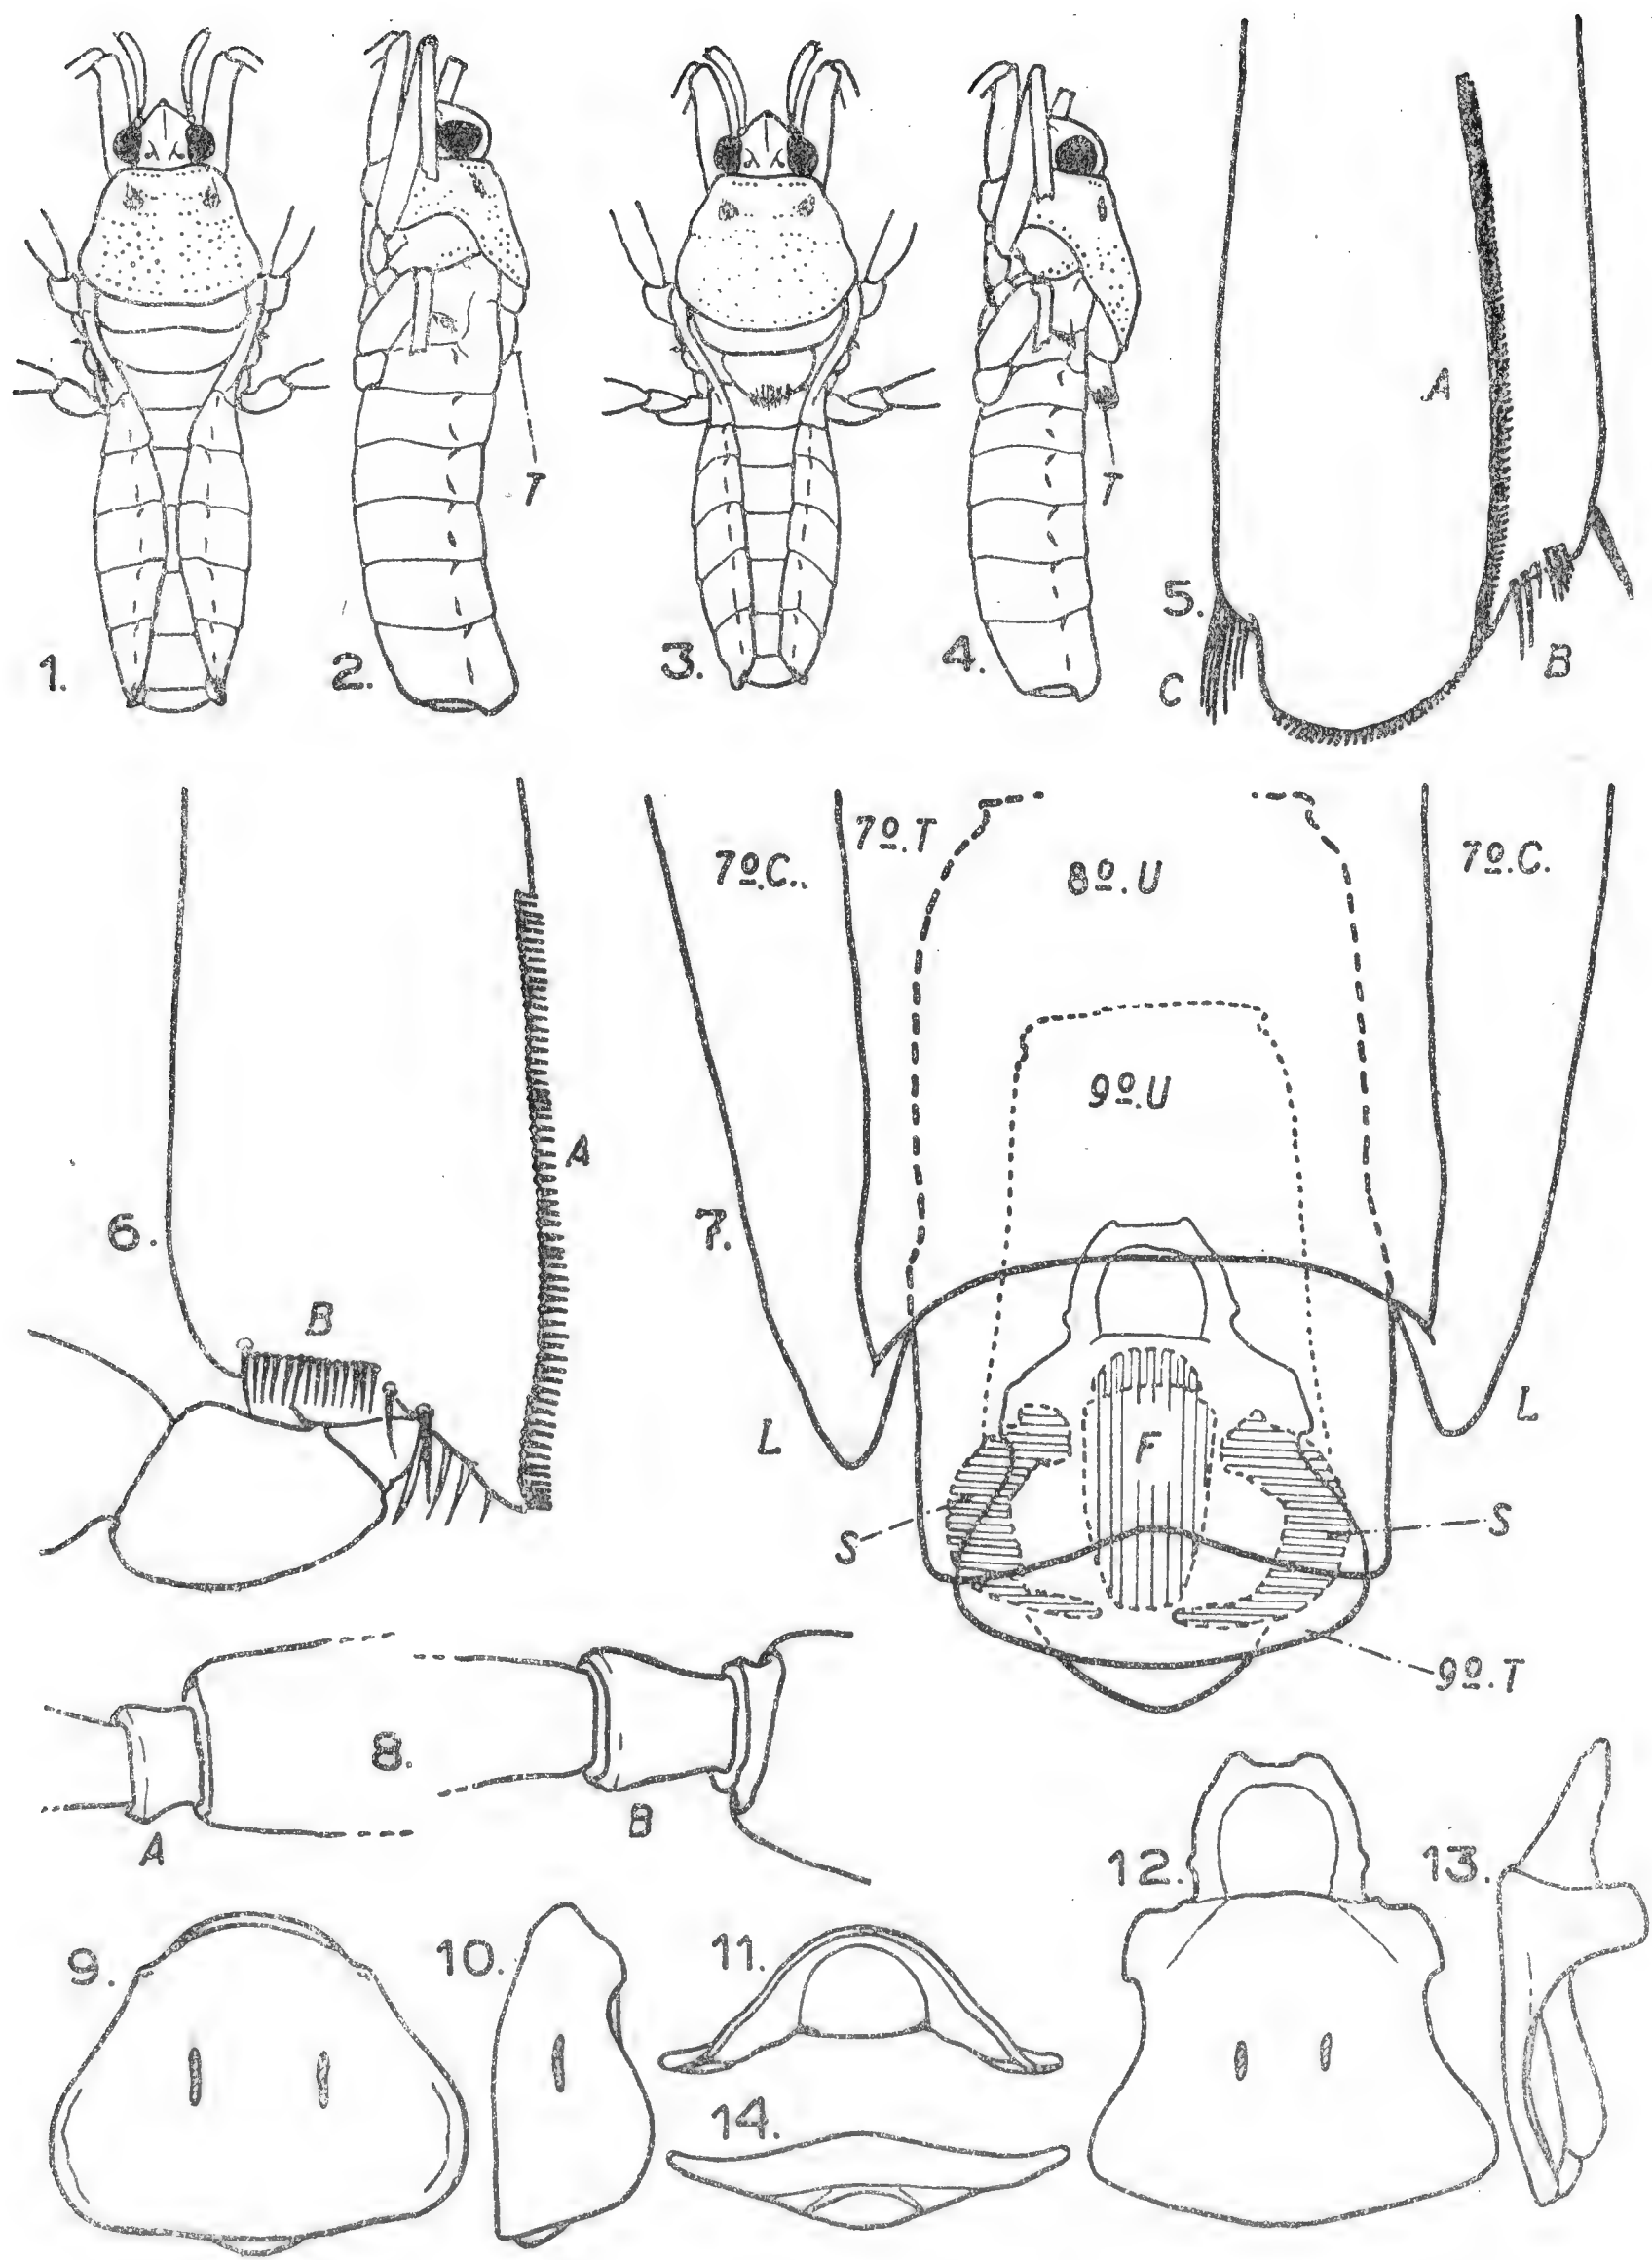 1.
2.
T
3.
4.
T
5.
A
B
C
6.
A
B
7.
7º.C.
7º.T
8º.U
7º.C.
9º.U
L
L
F
S
S
9º.T
8.
A
B
9.
10.
11.
12.
13.
14.